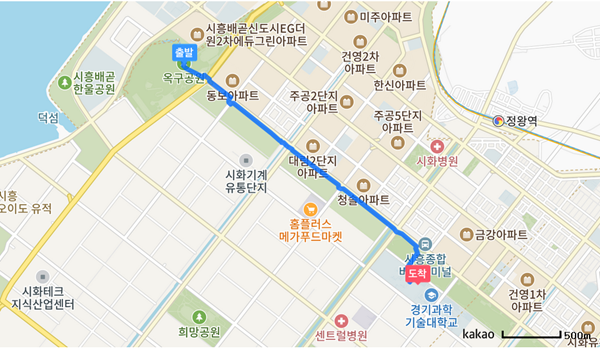 미주아파트
시흥배곧신도시EG더
원2차에듀그린아파트
건영2차
아파트
출발
시흥배곧
한울공원
옥구공원
한신아파트
동보아파트
주공2단지
아파트
주공5단지
아파트
덕섬
정왕역
시화병원
대림2단지
아파트
시화기계
유통단지
시흥
오이도 유적
청솔아파트
홈플러스
메가푸드마켓
금강아파트
시흥종합
버스터미널
도착
시화테크
지식산업센터
건영1차
아파트
경기과학
기술대학교
희망공원
센트럴병원
kakao
500m